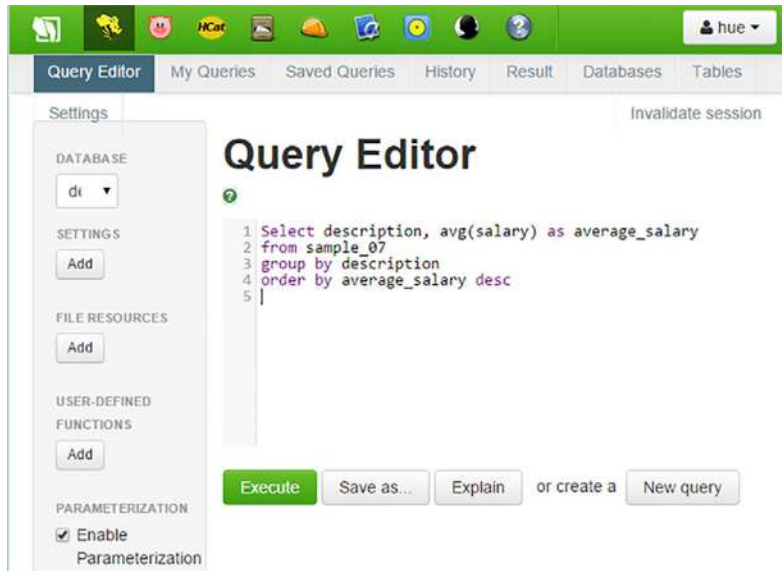 HCat
hue
Query Editor My Queries Saved Queries History Result Databases Tables
Settings Invalidate session
DATABASE
SETTINGS
Add
FILE RESOURCES
Add
USER-DEFINED
FUNCTIONS
Add
PARAMETERIZATION
Enable
Parameterization
Query Editor
?
1 Select description, avg(salary) as average_salary
2 from sample_07
3 group by description
4 order by average_salary desc
5
Execute Save as... Explain or create a New query